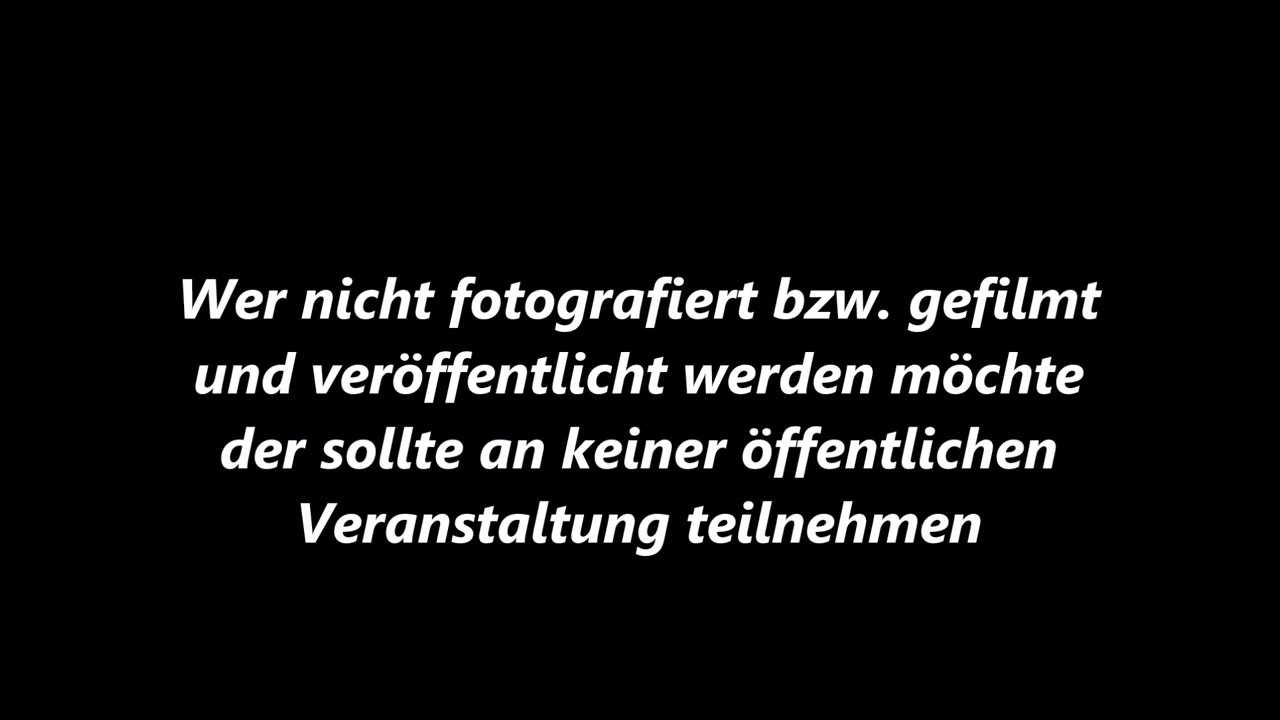 Wer nicht fotografiert bzw. gefilmt
und veröffentlicht werden möchte
der sollte an keiner öffentlichen
Veranstaltung teilnehmen